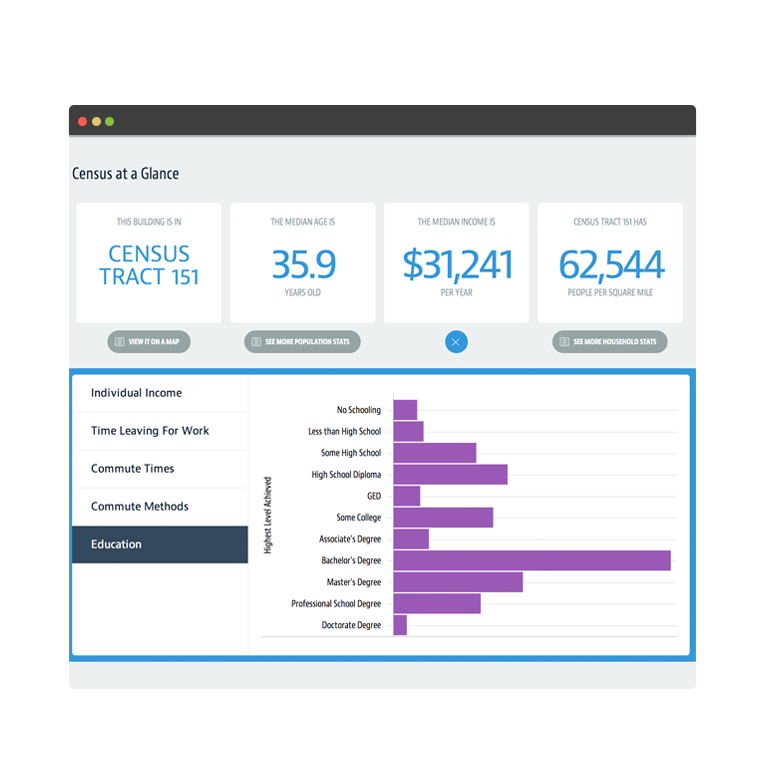 Census at a Glance
THIS BUILDING IS IN
CENSUS
TRACT 151
VIEW IT ON A MAP
THE MEDIAN AGE IS
35.9
YEARS OLD
SEE MORE POPULATION STATS
THE MEDIAN INCOME IS
$31,241
PER YEAR
CENSUS TRACT 151 HAS
62,544
PEOPLE PER SQUARE MILE
SEE MORE HOUSEHOLD STATS
Individual Income
Time Leaving For Work
Commute Times
Commute Methods
Education
Highest Level Achieved
No Schooling
Less than High School
Some High School
High School Diploma
GED
Some College
Associate's Degree
Bachelor's Degree
Master's Degree
Professional School Degree
Doctorate Degree